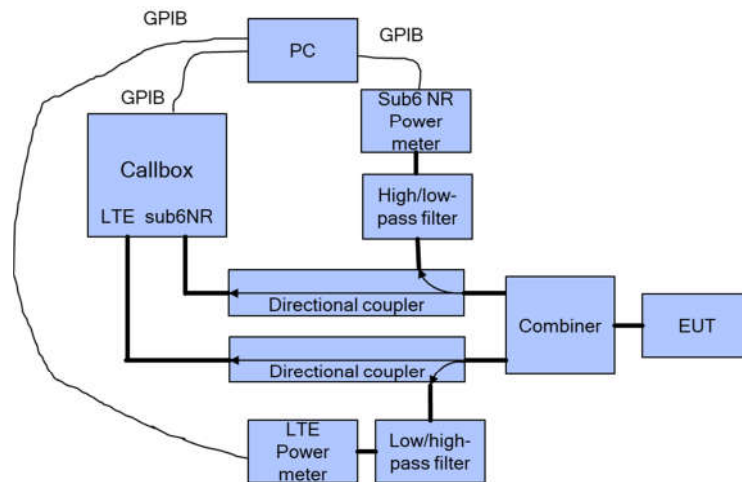 GPIB
PC
GPIB
GPIB
Sub6 NR
Power
meter
Callbox
LTE sub6NR
High/low-
pass filter
Directional coupler
Combiner
EUT
Directional coupler
LTE
Power
meter
Low/high-
pass filter